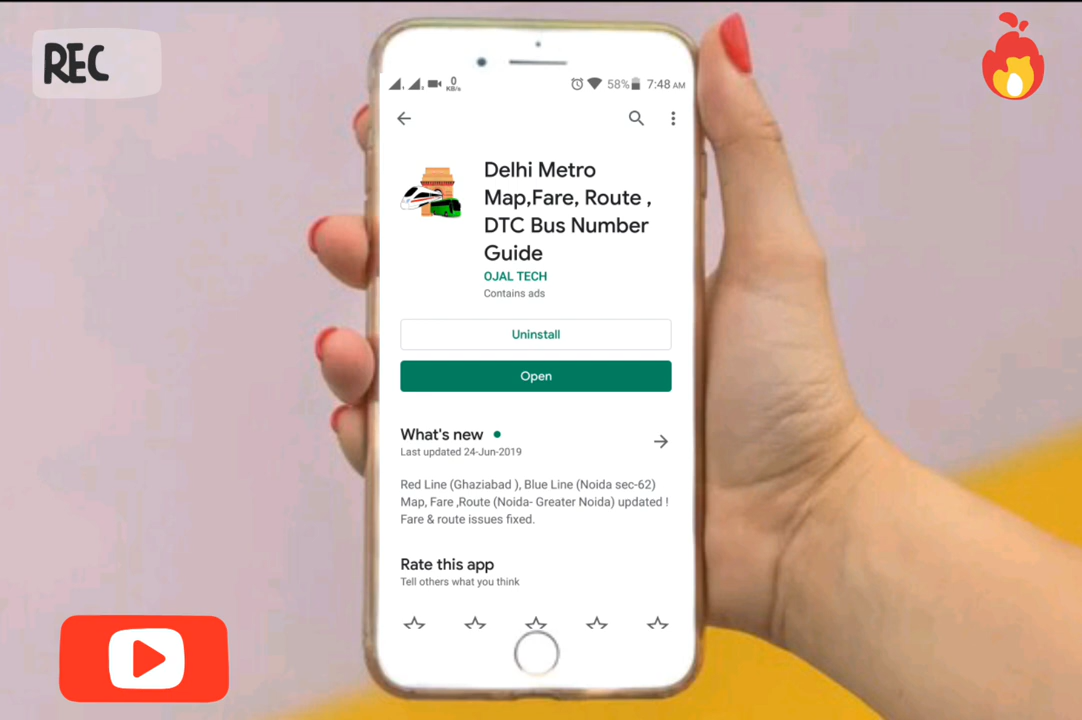 REC
0
KB/s
58%
7:48 AM
Delhi Metro
Map,Fare, Route ,
DTC Bus Number
Guide
OJAL TECH
Contains ads
Uninstall
Open
What's new
Last updated 24-Jun-2019
Red Line (Ghaziabad ), Blue Line (Noida sec-62)
Map, Fare ,Route (Noida- Greater Noida) updated !
Fare & route issues fixed.
Rate this app
Tell others what you think